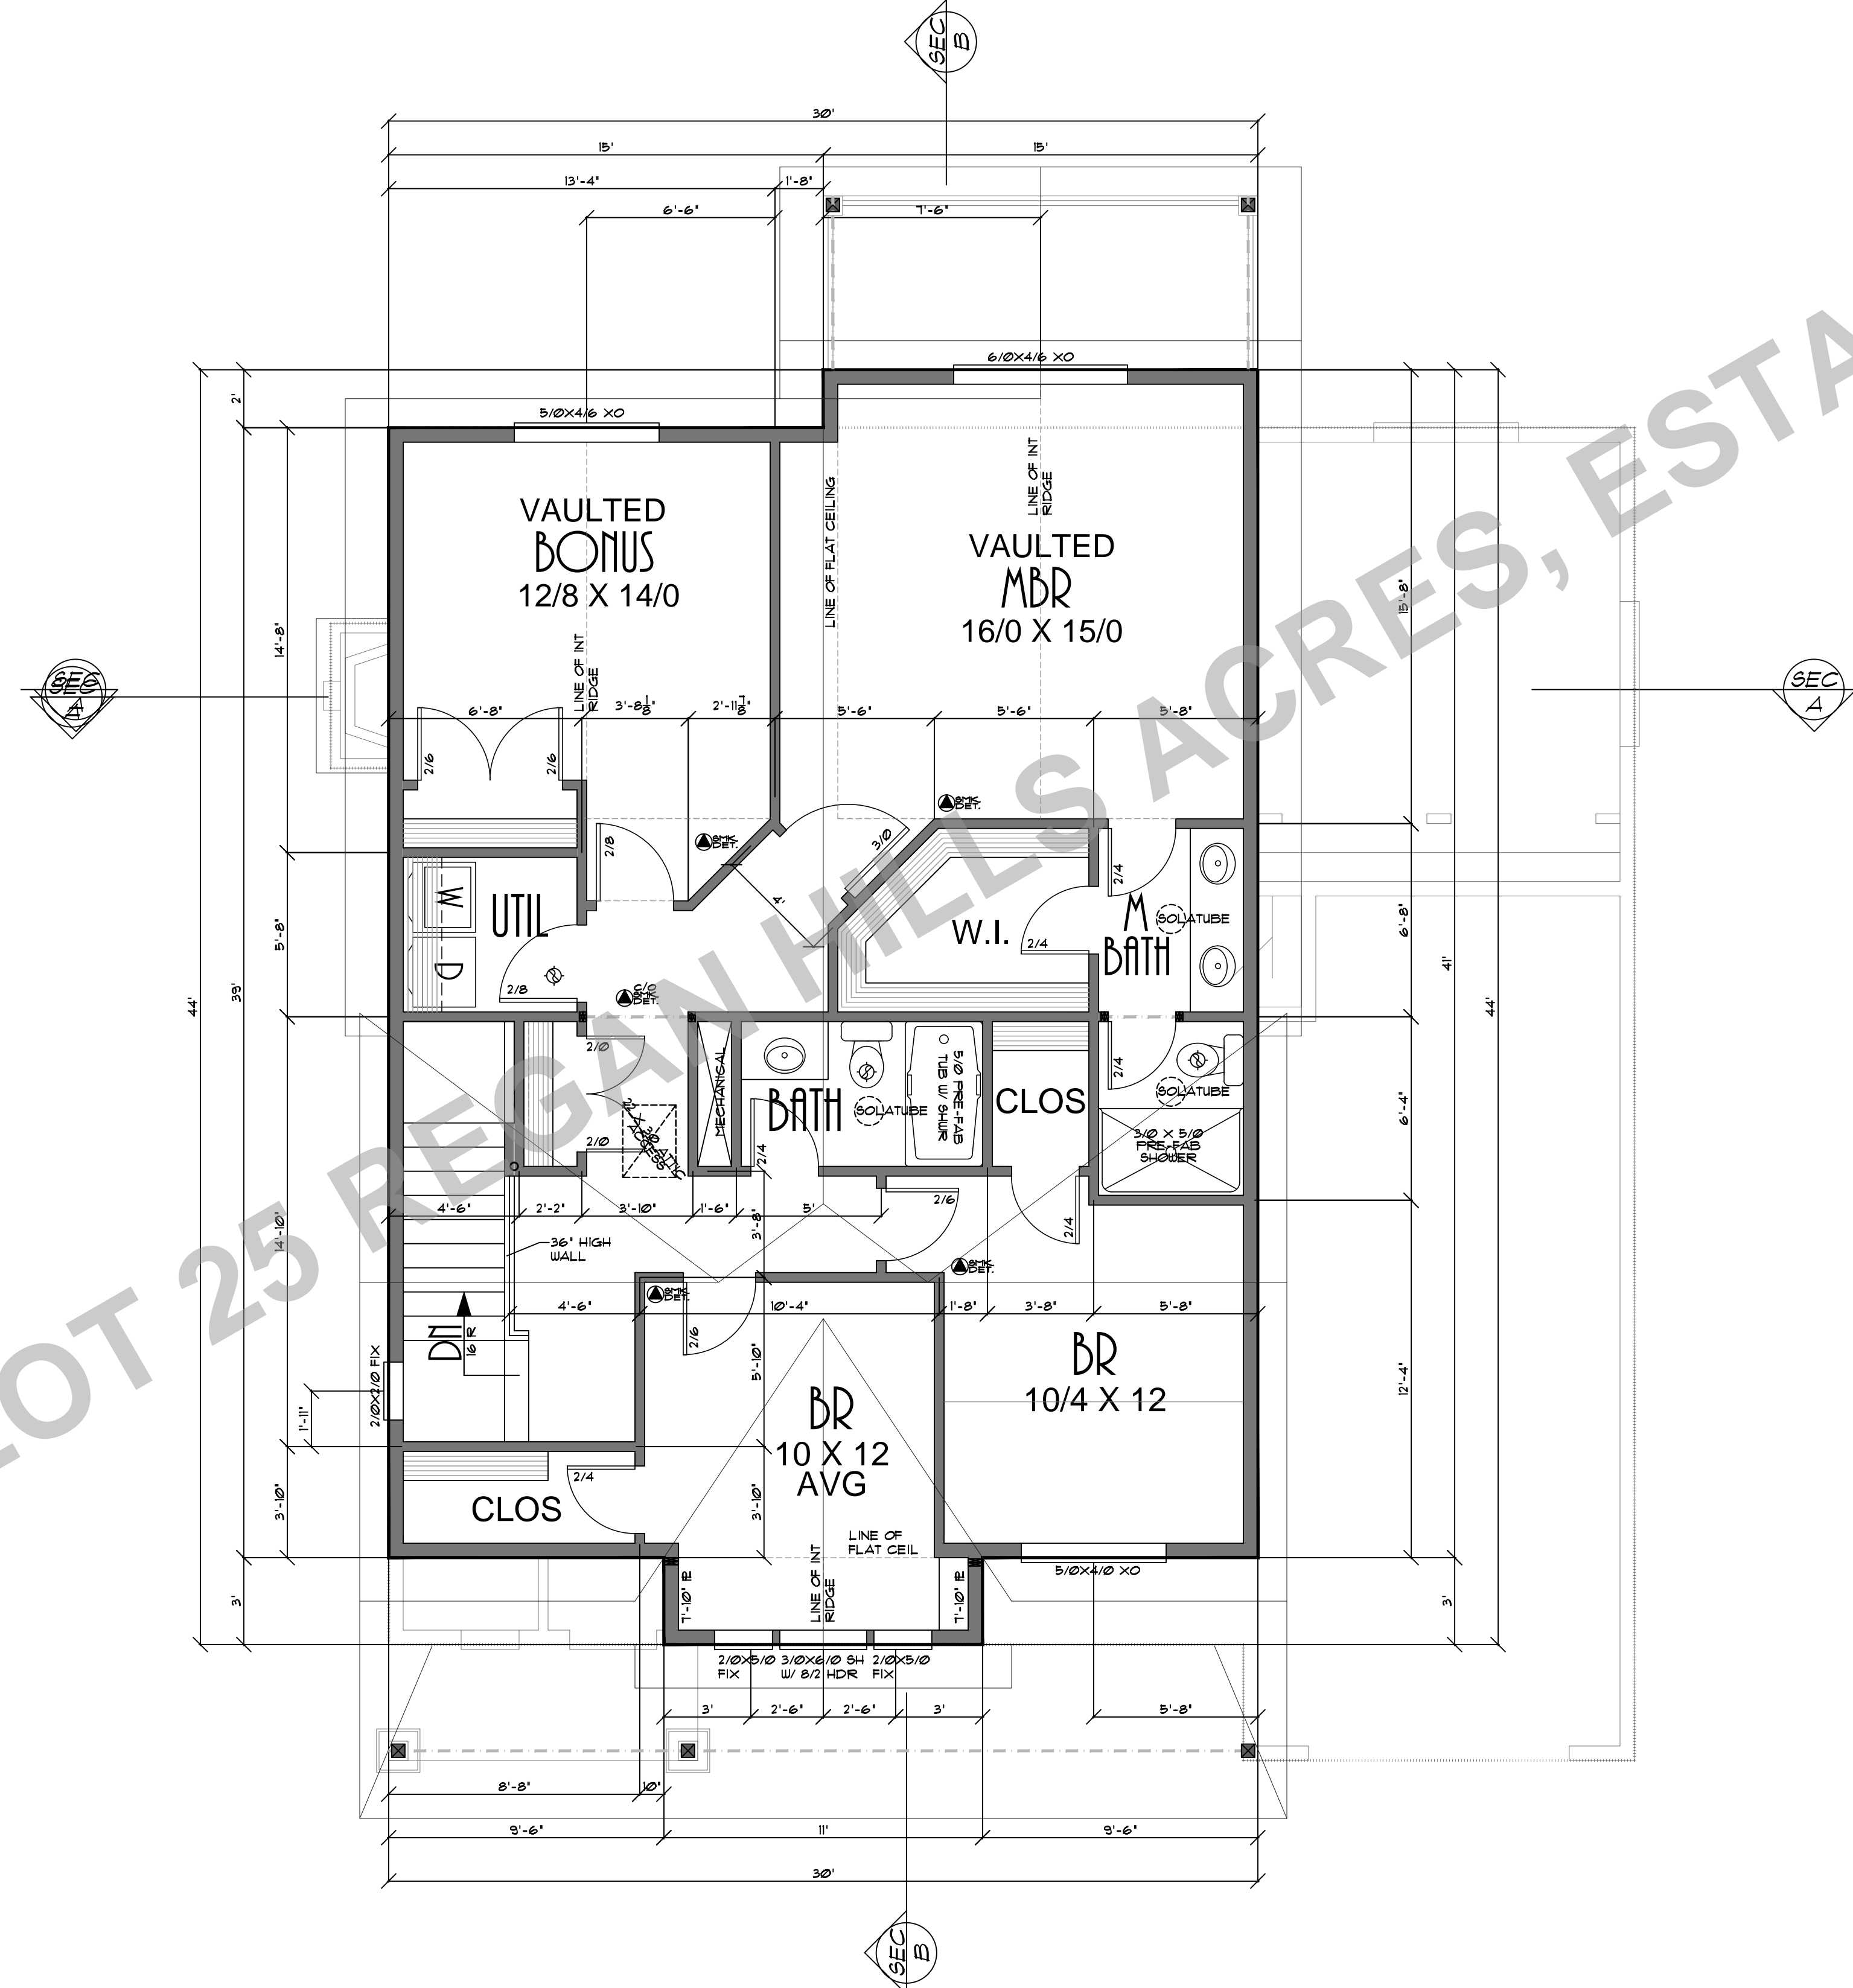 SEC
B
30'
15'
15'
13'-4"
1'-8"
6'-6"
7'-6"
6/0X4/6 XO
5/0X4/6 XO
2'
VAULTED
BONUS
12/8 X 14/0
LINE OF FLAT CEILING
LINE OF INT
RIDGE
VAULTED
MBR
16/0 X 15/0
LINE OF INT
RIDGE
14'-8"
15'-8"
SEC
A
SEC
A
6'-8"
3'-8 1/8"
2'-11 7/8"
5'-6"
5'-6"
5'-8"
2/6
2/6
SMK
DET.
SMK
DET.
2/8
3/0
4'
2/4
W
D
UTIL
2/8
W.I.
2/4
M
BATH
SOLATUBE
5'-8"
6'-8"
44'
39'
41'
44'
C/O
DET.
2/0
2/0
MECHANICAL
BATH
2/4
SOLATUBE
5/0 PRE-FAB
TUB W/ SHWR
CLOS
2/4
SOLATUBE
3/0 X 5/0
PRE-FAB
SHOWER
6'-4"
4'-6"
2'-2"
3'-10"
1'-6"
5'
3'-8"
2/6
2/4
36" HIGH
WALL
14'-10"
SMK
DET.
SMK
DET.
4'-6"
10'-4"
1'-8"
3'-8"
5'-8"
DN
16 R
2/6
5'-10"
2/0X2/0 FIX
1'-11"
BR
10 X 12
AVG
BR
10/4 X 12
12'-4"
2/4
CLOS
3'-10"
3'-10"
LINE OF
FLAT CEIL
LINE OF INT
RIDGE
7'-10" PL
7'-10" PL
5/0X4/0 XO
3'
3'
2/0X5/0
FIX
3/0X6/0 SH
W/ 8/2 HDR
2/0X5/0
FIX
3'
2'-6"
2'-6"
3'
5'-8"
8'-8"
10"
9'-6"
11'
9'-6"
30'
SEC
B
LOT 25 REGAN HILLS ACRES, ESTA